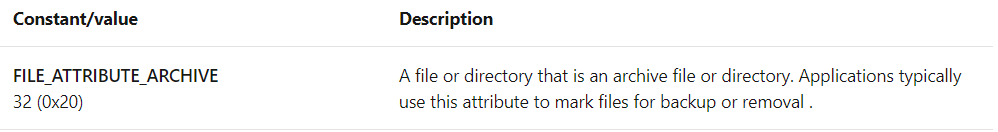 Constant/value Description
FILE_ATTRIBUTE_ARCHIVE
32 (0x20)
A file or directory that is an archive file or directory. Applications typically
use this attribute to mark files for backup or removal .